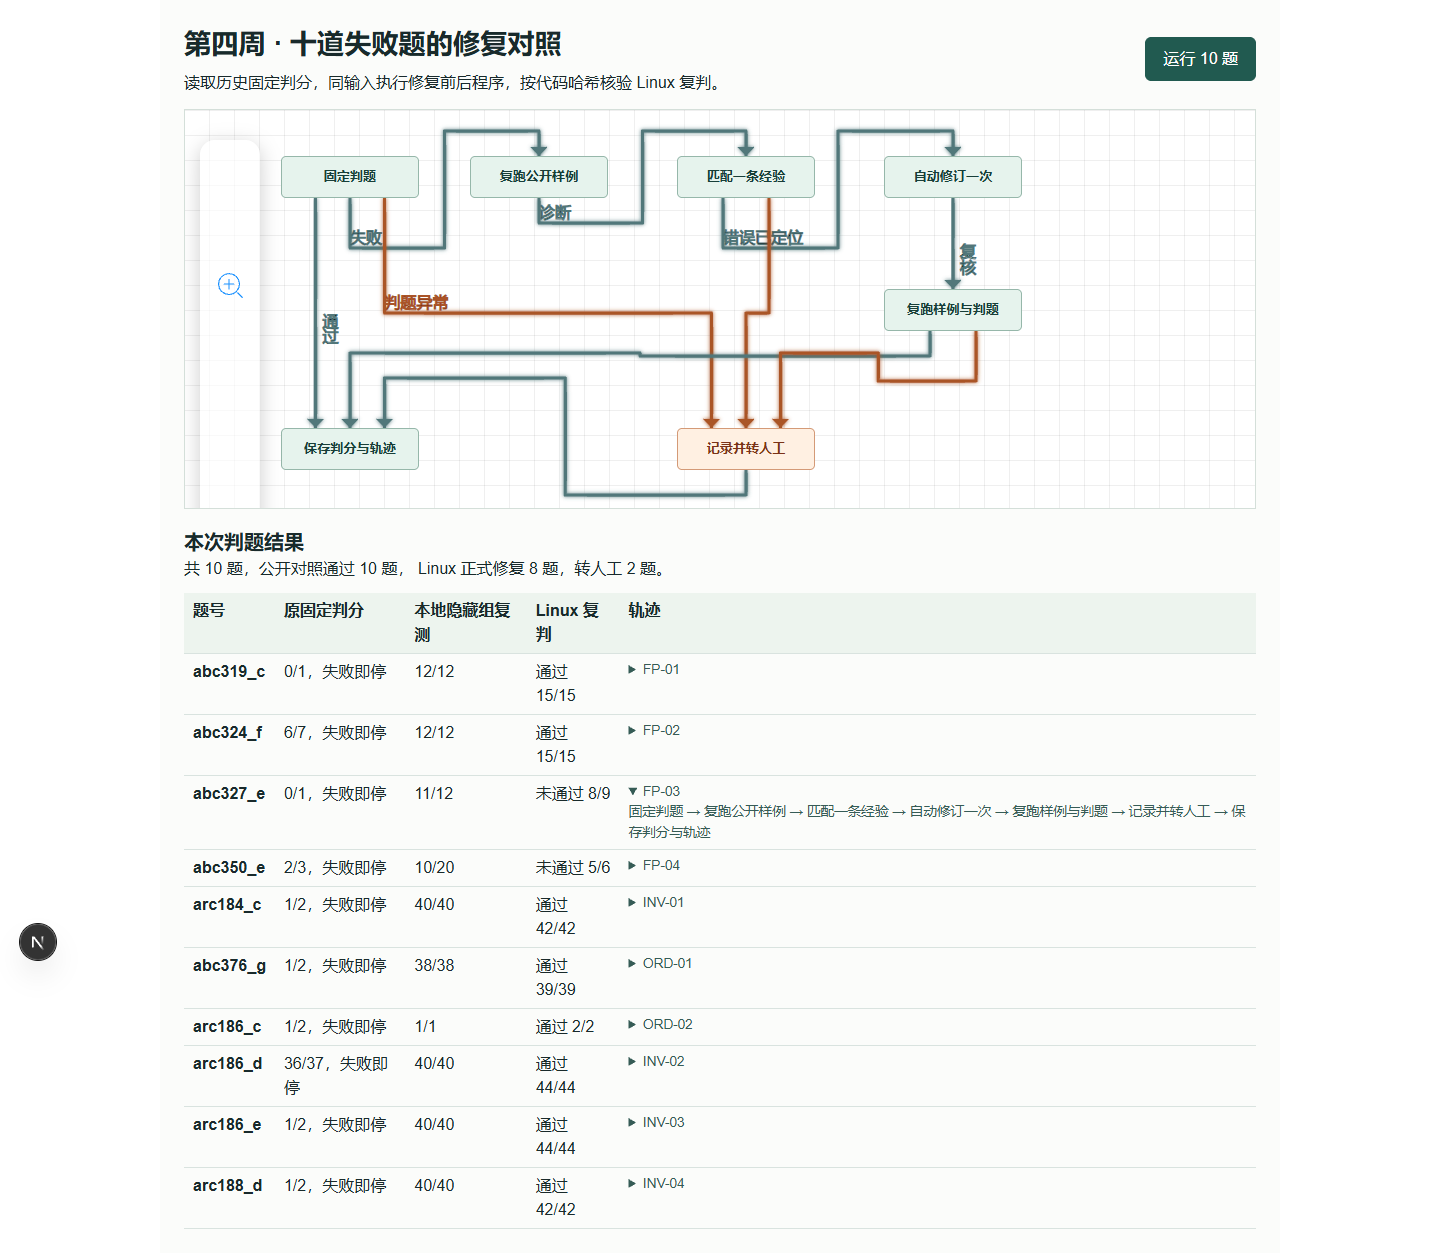 第四周 · 十道失败题的修复对照
运行 10 题
读取历史固定判分，同输入执行修复前后程序，按代码哈希核验 Linux 复判。
固定判题
复跑公开样例
匹配一条经验
自动修订一次
诊断
失败
错误已定位
复核
判题异常
复跑样例与判题
通过
保存判分与轨迹
记录并转人工
本次判题结果
共 10 题，公开对照通过 10 题， Linux 正式修复 8 题，转人工 2 题。
题号 原固定判分 本地隐藏组复测 Linux 复判 轨迹
abc319_c 0/1，失败即停 12/12 通过 15/15 FP-01
abc324_f 6/7，失败即停 12/12 通过 15/15 FP-02
abc327_e 0/1，失败即停 11/12 未通过 8/9 FP-03
固定判题 → 复跑公开样例 → 匹配一条经验 → 自动修订一次 → 复跑样例与判题 → 记录并转人工 → 保
存判分与轨迹
abc350_e 2/3，失败即停 10/20 未通过 5/6 FP-04
arc184_c 1/2，失败即停 40/40 通过 42/42 INV-01
abc376_g 1/2，失败即停 38/38 通过 39/39 ORD-01
arc186_c 1/2，失败即停 1/1 通过 2/2 ORD-02
arc186_d 36/37，失败即停 40/40 通过 44/44 INV-02
arc186_e 1/2，失败即停 40/40 通过 44/44 INV-03
arc188_d 1/2，失败即停 40/40 通过 42/42 INV-04
N